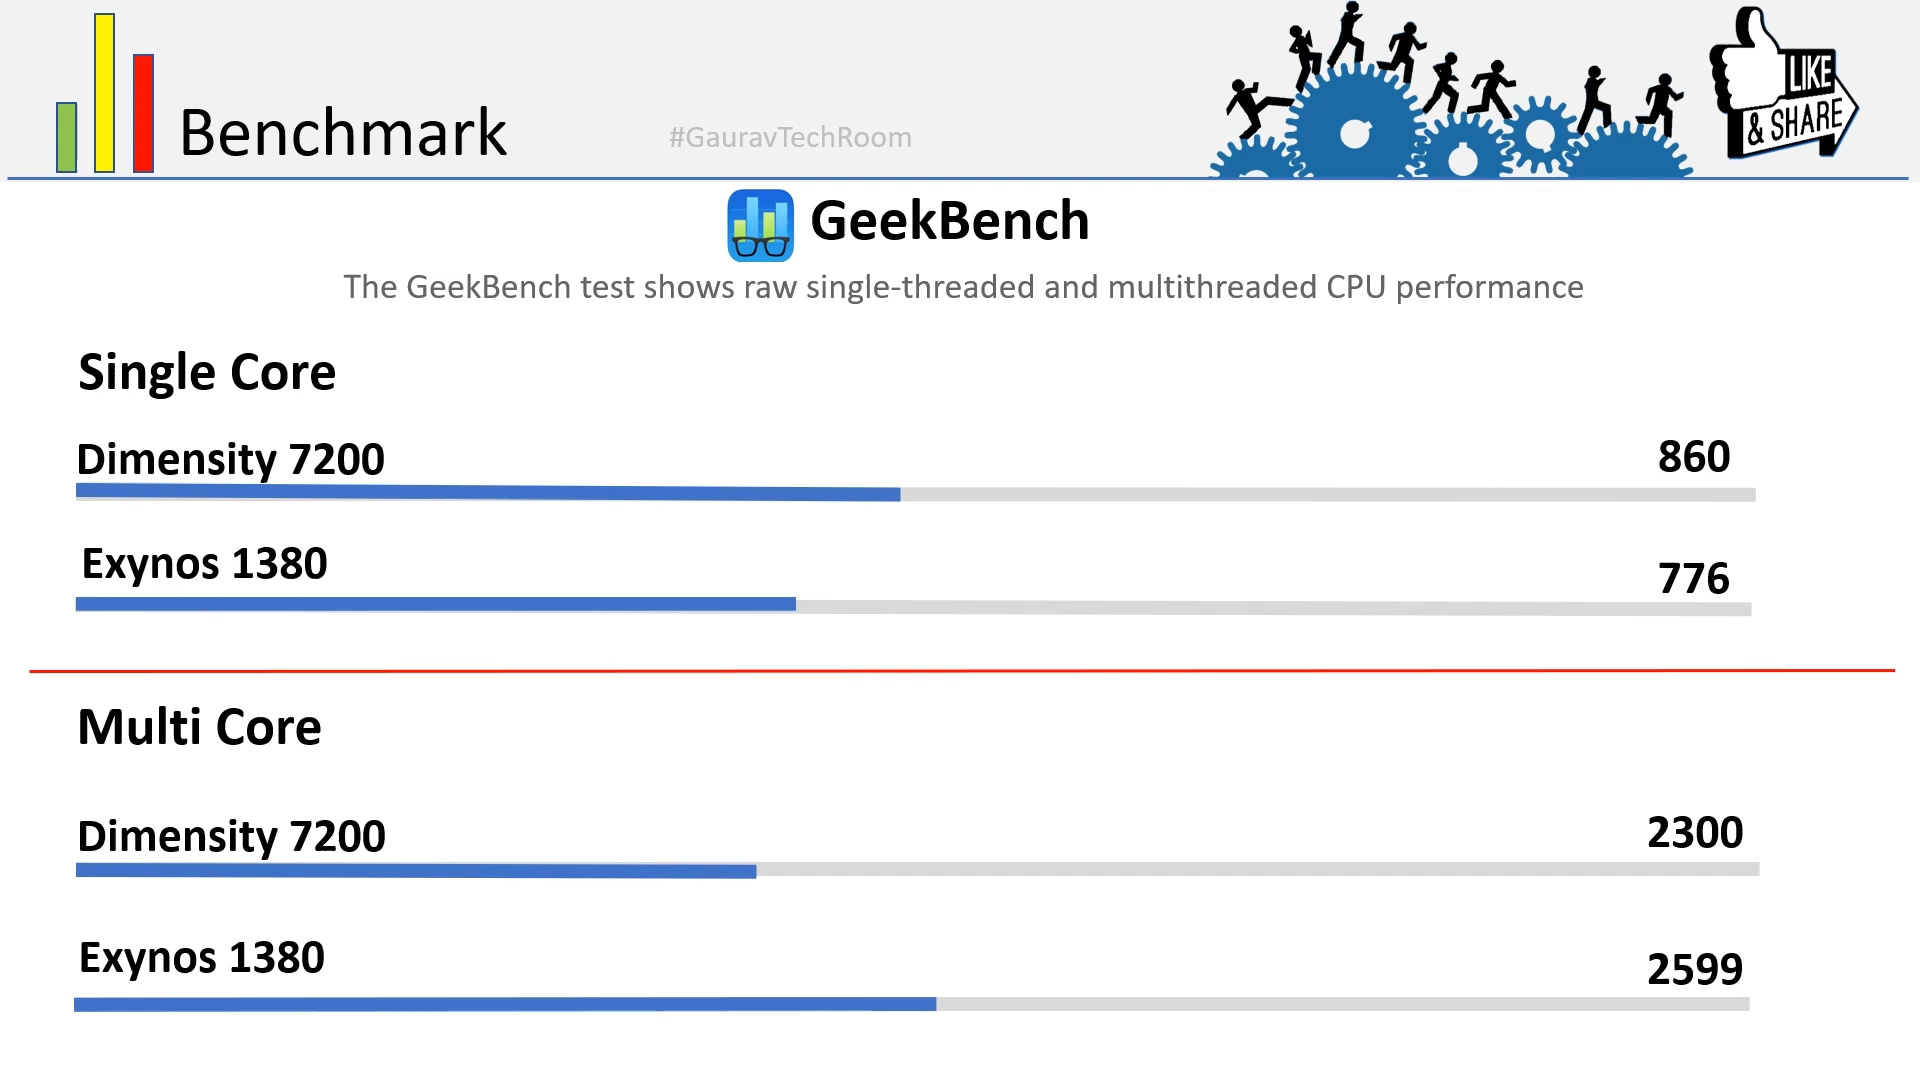 Benchmark
#GauravTechRoom
LIKE
& SHARE
GeekBench
The GeekBench test shows raw single-threaded and multithreaded CPU performance
Single Core
Dimensity 7200
860
Exynos 1380
776
Multi Core
Dimensity 7200
2300
Exynos 1380
2599